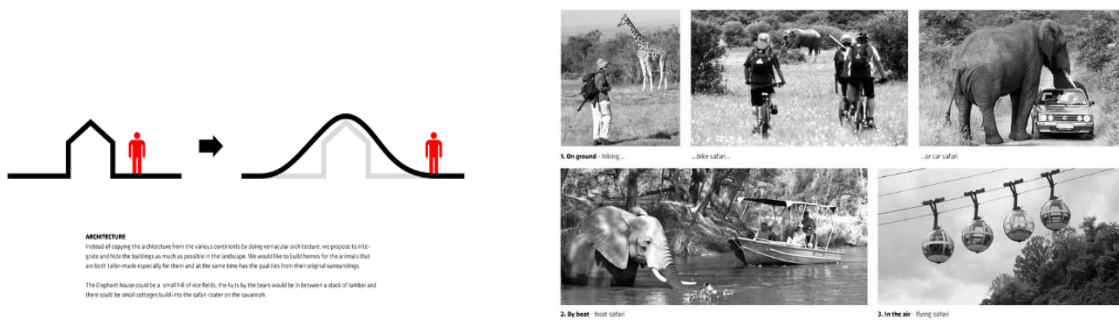 ARCHITECTURE
Instead of copying the architecture from the various continents by doing vernacular architecture, we propose to inte-
grate and hide the buildings as much as possible in the landscape. We would like to build homes for the animals that
are both tailor-made especially for them and at the same time has the qualities from their original surroundings.
The Elephant house could be a small hill of rice fields, the huts by the bears would be in between a stack of lumber and
there could be small cottages build into the safari-crater on the savannah.
1. On ground - hiking...
...bike safari...
...or car safari
2. By boat - boat safari
3. In the air - flying safari